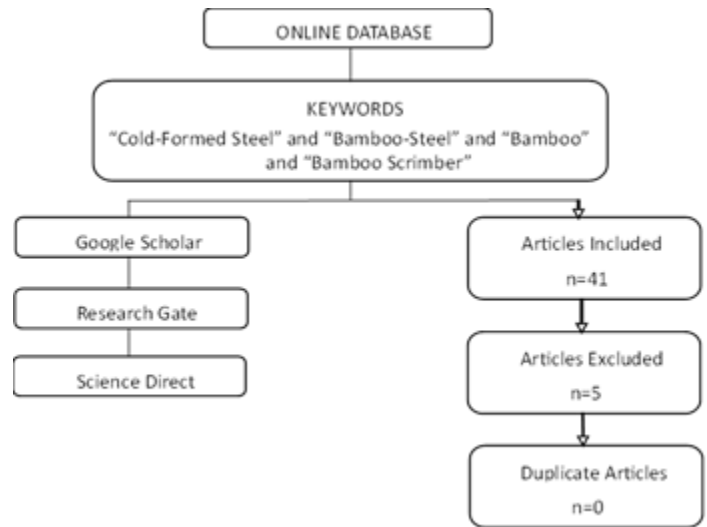 ONLINE DATABASE
KEYWORDS
“Cold-Formed Steel” and “Bamboo-Steel” and “Bamboo”
and “Bamboo Scrimber”
Google Scholar
Research Gate
Science Direct
Articles Included
n=41
Articles Excluded
n=5
Duplicate Articles
n=0